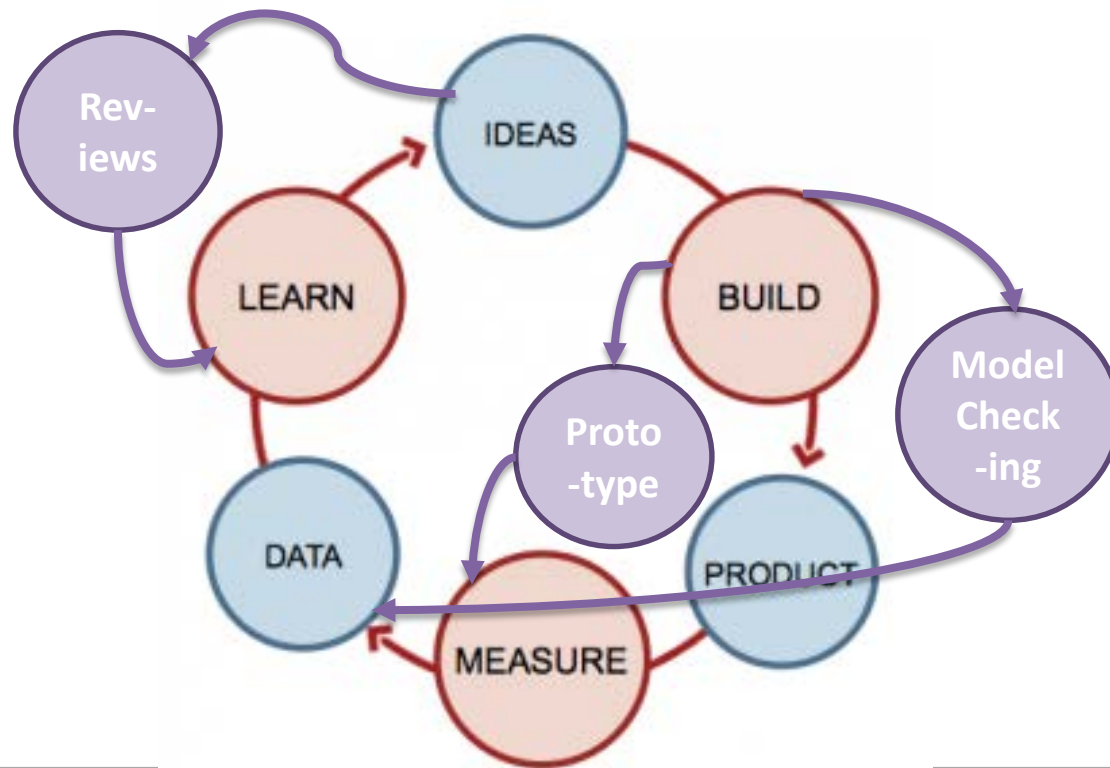 Rev-
iews
IDEAS
LEARN
BUILD
Model
Check
-ing
Proto
-type
DATA
PRODUCT
MEASURE